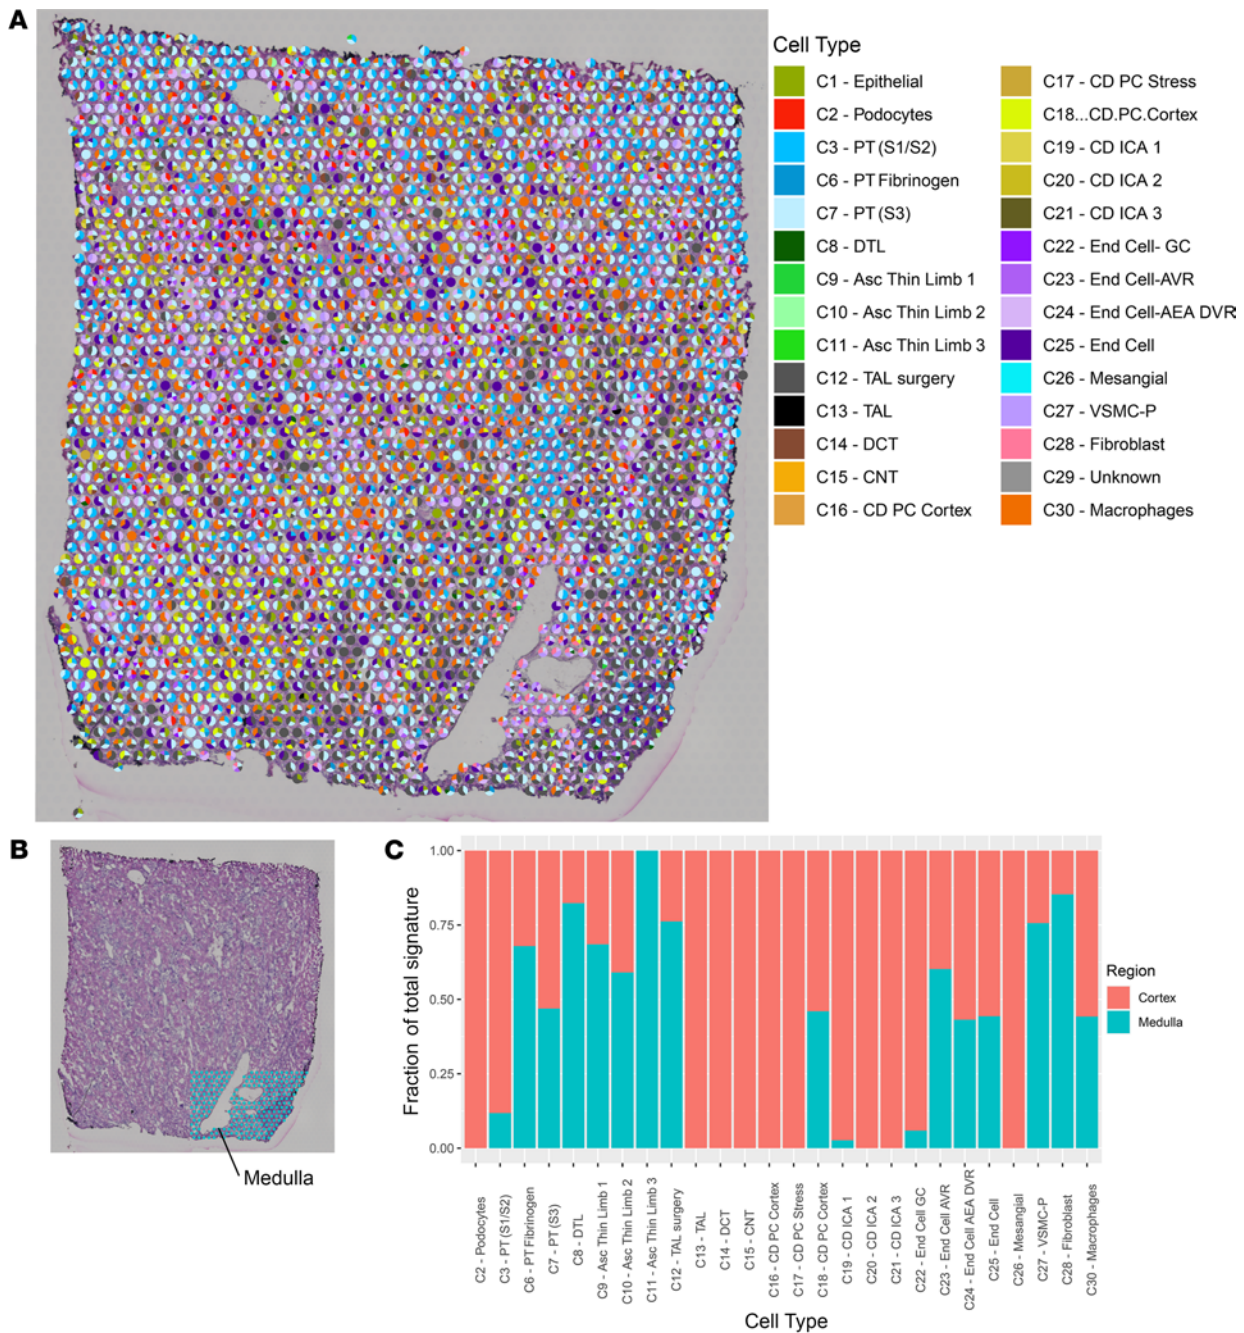 A
Cell Type
C1 - Epithelial
C2 - Podocytes
C3 - PT (S1/S2)
C6 - PT Fibrinogen
C7 - PT (S3)
C8 - DTL
C9 - Asc Thin Limb 1
C10 - Asc Thin Limb 2
C11 - Asc Thin Limb 3
C12 - TAL surgery
C13 - TAL
C14 - DCT
C15 - CNT
C16 - CD PC Cortex
C17 - CD PC Stress
C18...CD.PC.Cortex
C19 - CD ICA 1
C20 - CD ICA 2
C21 - CD ICA 3
C22 - End Cell- GC
C23 - End Cell-AVR
C24 - End Cell-AEA DVR
C25 - End Cell
C26 - Mesangial
C27 - VSMC-P
C28 - Fibroblast
C29 - Unknown
C30 - Macrophages
B
Medulla
C
Fraction of total signature
1.00
0.75
0.50
0.25
0.00
C2 - Podocytes
C3 - PT (S1/S2)
C6 - PT Fibrinogen
C7 - PT (S3)
C8 - DTL
C9 - Asc Thin Limb 1
C10 - Asc Thin Limb 2
C11 - Asc Thin Limb 3
C12 - TAL surgery
C13 - TAL
C14 - DCT
C15 - CNT
C16 - CD PC Cortex
C17 - CD PC Stress
C18 - CD PC Cortex
C19 - CD ICA 1
C20 - CD ICA 2
C21 - CD ICA 3
C22 - End Cell GC
C23 - End Cell AVR
C24 - End Cell AEA DVR
C25 - End Cell
C26 - Mesangial
C27 - VSMC-P
C28 - Fibroblast
C30 - Macrophages
Cell Type
Region
Cortex
Medulla